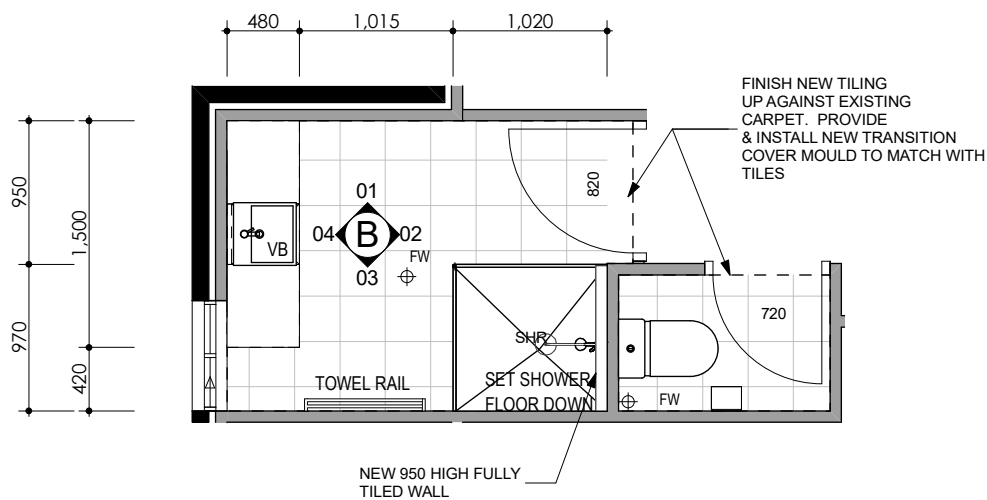 480
1,015
1,020
FINISH NEW TILING
UP AGAINST EXISTING
CARPET. PROVIDE
& INSTALL NEW TRANSITION
COVER MOULD TO MATCH WITH
TILES
950
1,500
970
420
820
01
04 B 02
03
VB
FW
720
SHR
TOWEL RAIL
SET SHOWER
FLOOR DOWN
FW
NEW 950 HIGH FULLY
TILED WALL